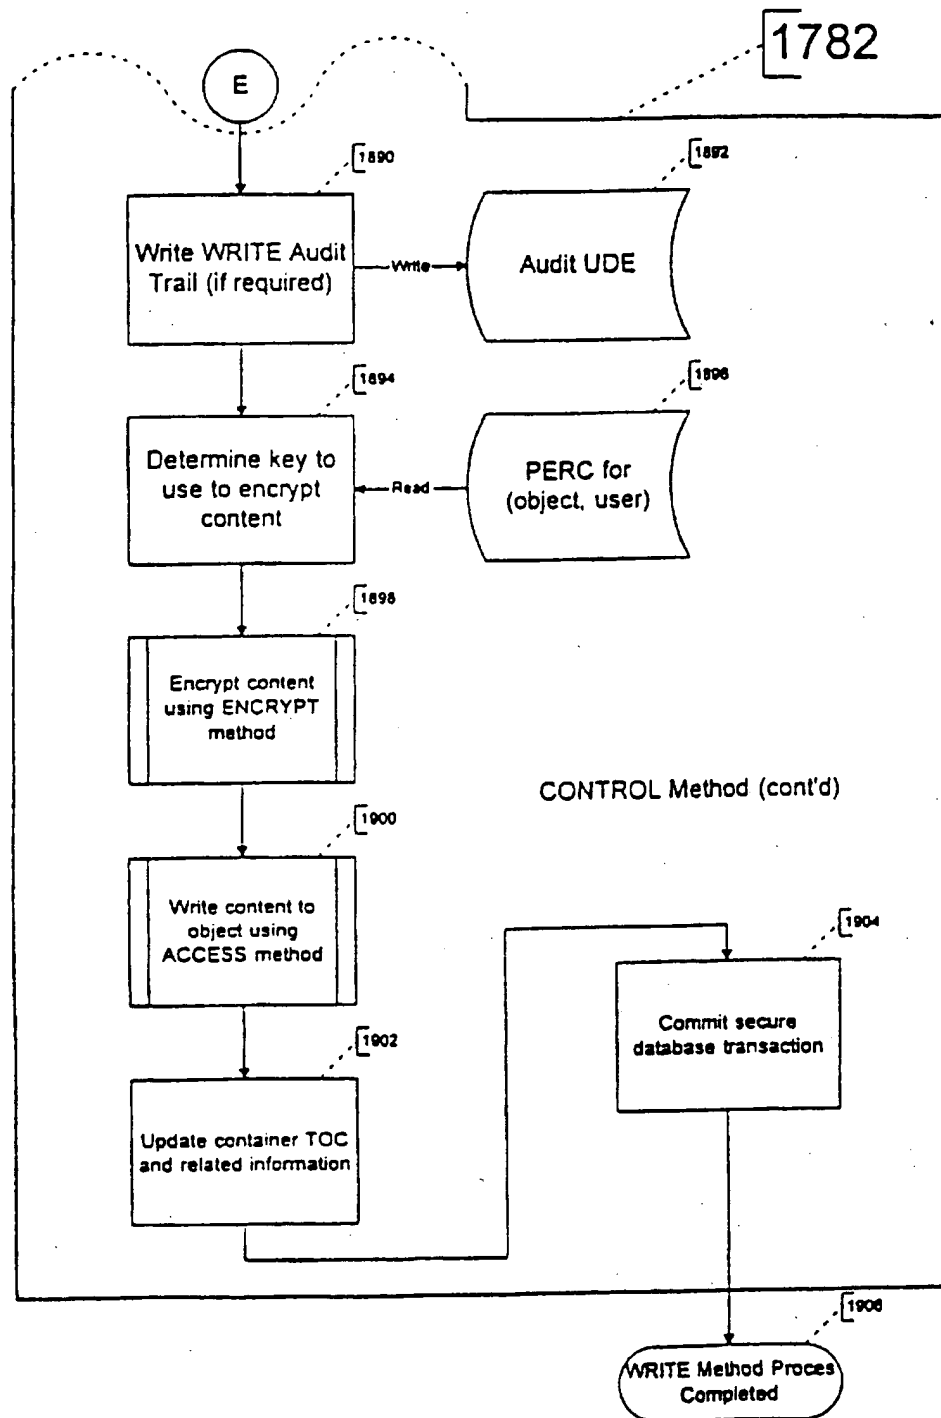 1782
E
1890
1892
Write WRITE Audit
Trail (if required)
Write
Audit UDE
1894
1896
Determine key to
use to encrypt
content
Read
PERC for
(object, user)
1898
Encrypt content
using ENCRYPT
method
CONTROL Method (cont'd)
1900
Write content to
object using
ACCESS method
1904
Commit secure
database transaction
1902
Update container TOC
and related information
1906
WRITE Method Proces
Completed